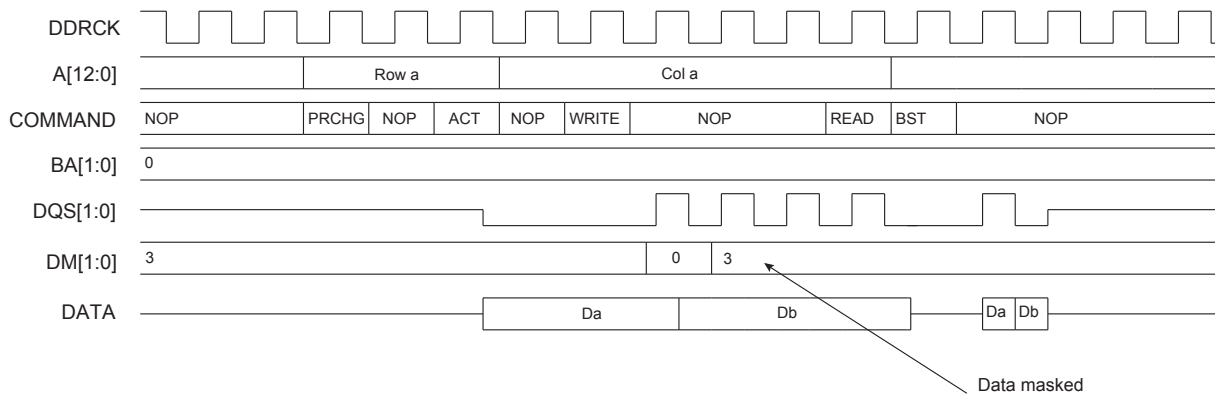 DDRCK
A[12:0] Row a Col a
COMMAND NOP PRCHG NOP ACT NOP WRITE NOP READ BST NOP
BA[1:0] 0
DQS[1:0]
DM[1:0] 3 0 3
DATA Da Db Da Db
Data masked